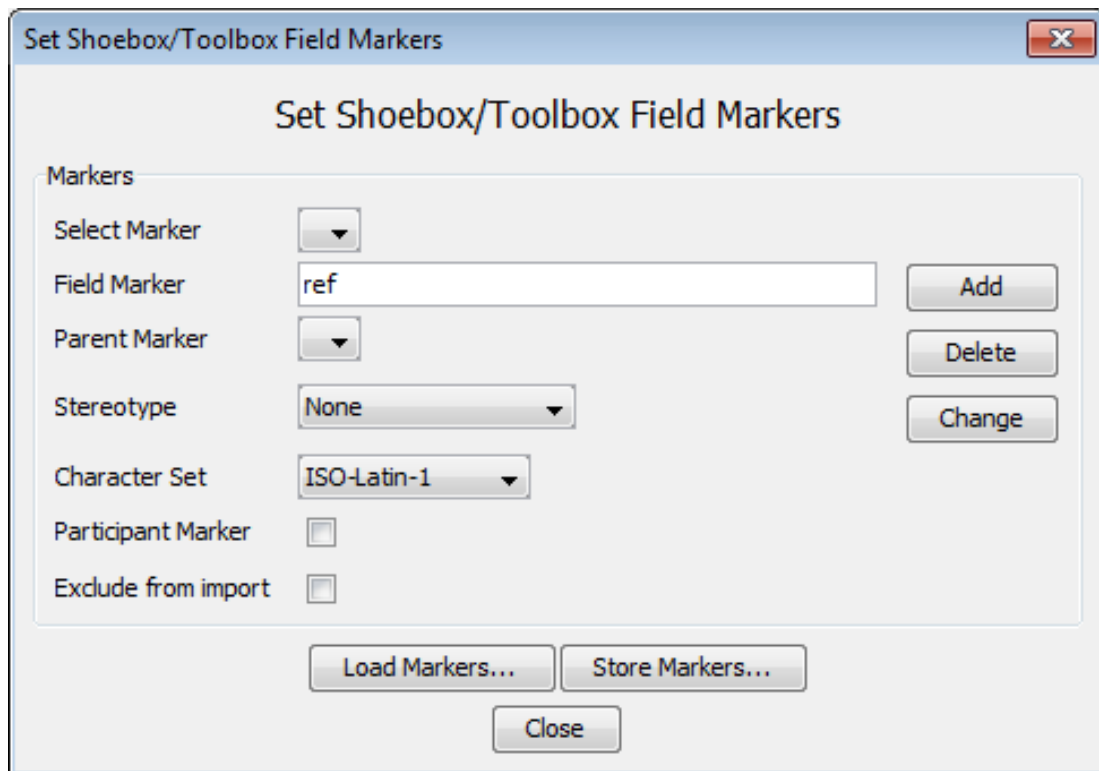 Set Shoebox/Toolbox Field Markers
Set Shoebox/Toolbox Field Markers
Markers
Select Marker
Field Marker ref Add
Parent Marker
Delete
Stereotype None
Change
Character Set ISO-Latin-1
Participant Marker
Exclude from import
Load Markers... Store Markers...
Close